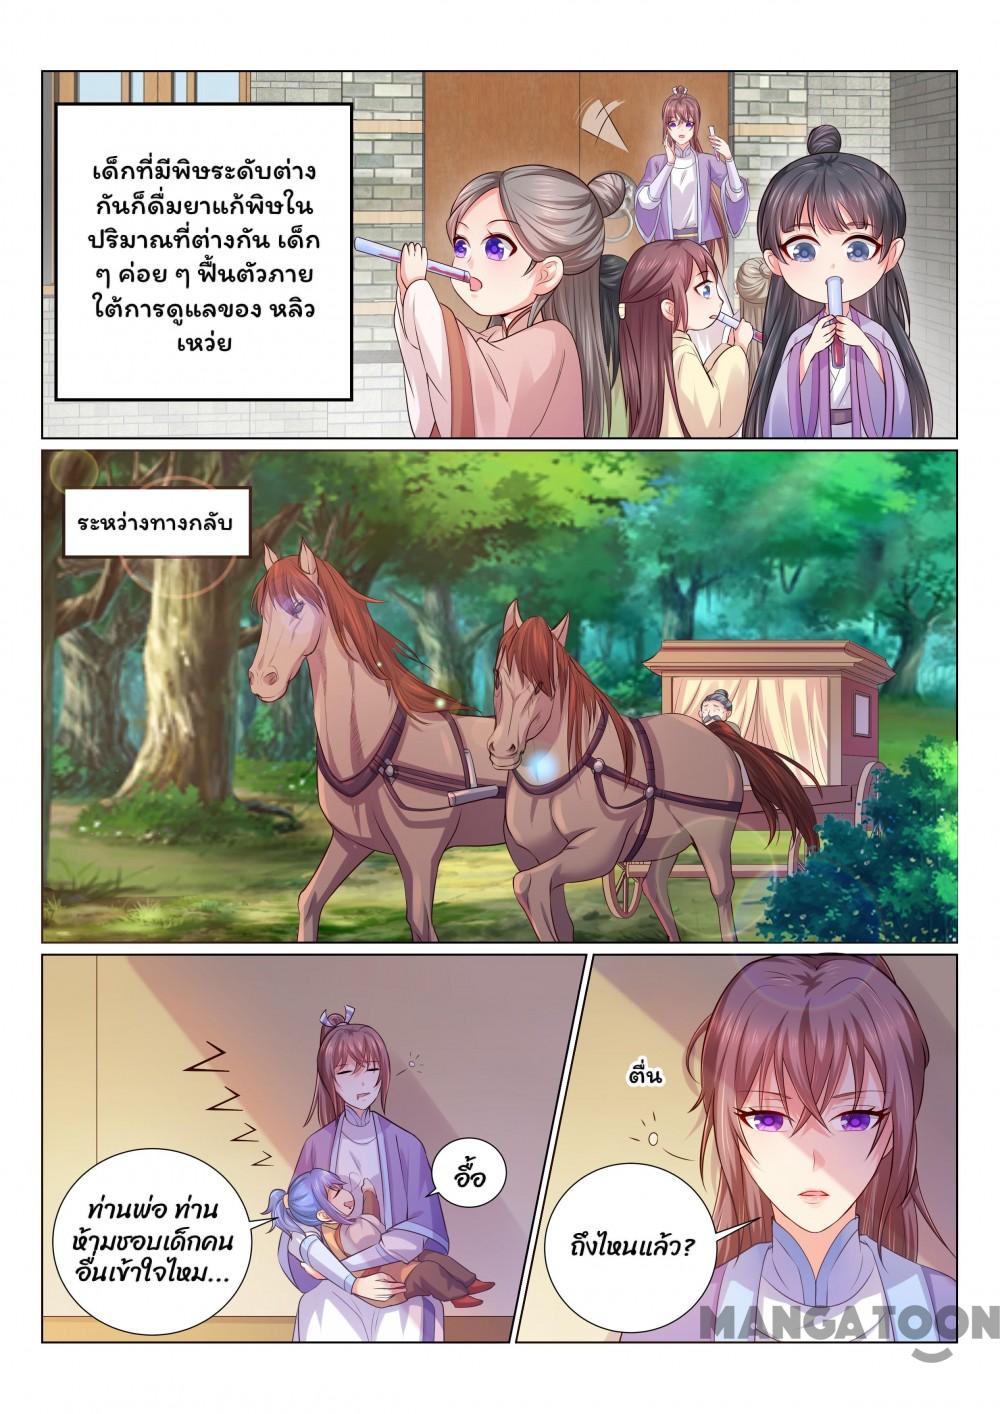 เด็กที่มีพิษระดับต่าง
กันก็ดื่มยาแก้พิษใน
ปริมาณที่ต่างกัน เด็ก
ๆ ค่อย ๆ ฟื้นตัวภาย
ใต้การดูแลของ หลิว
เหว่ย
ระหว่างทางกลับ
อื้อ
ท่านพ่อ ท่าน
ห้ามชอบเด็กคน
อื่นเข้าใจไหม...
ตื่น
ถึงไหนแล้ว?
MANGATOON